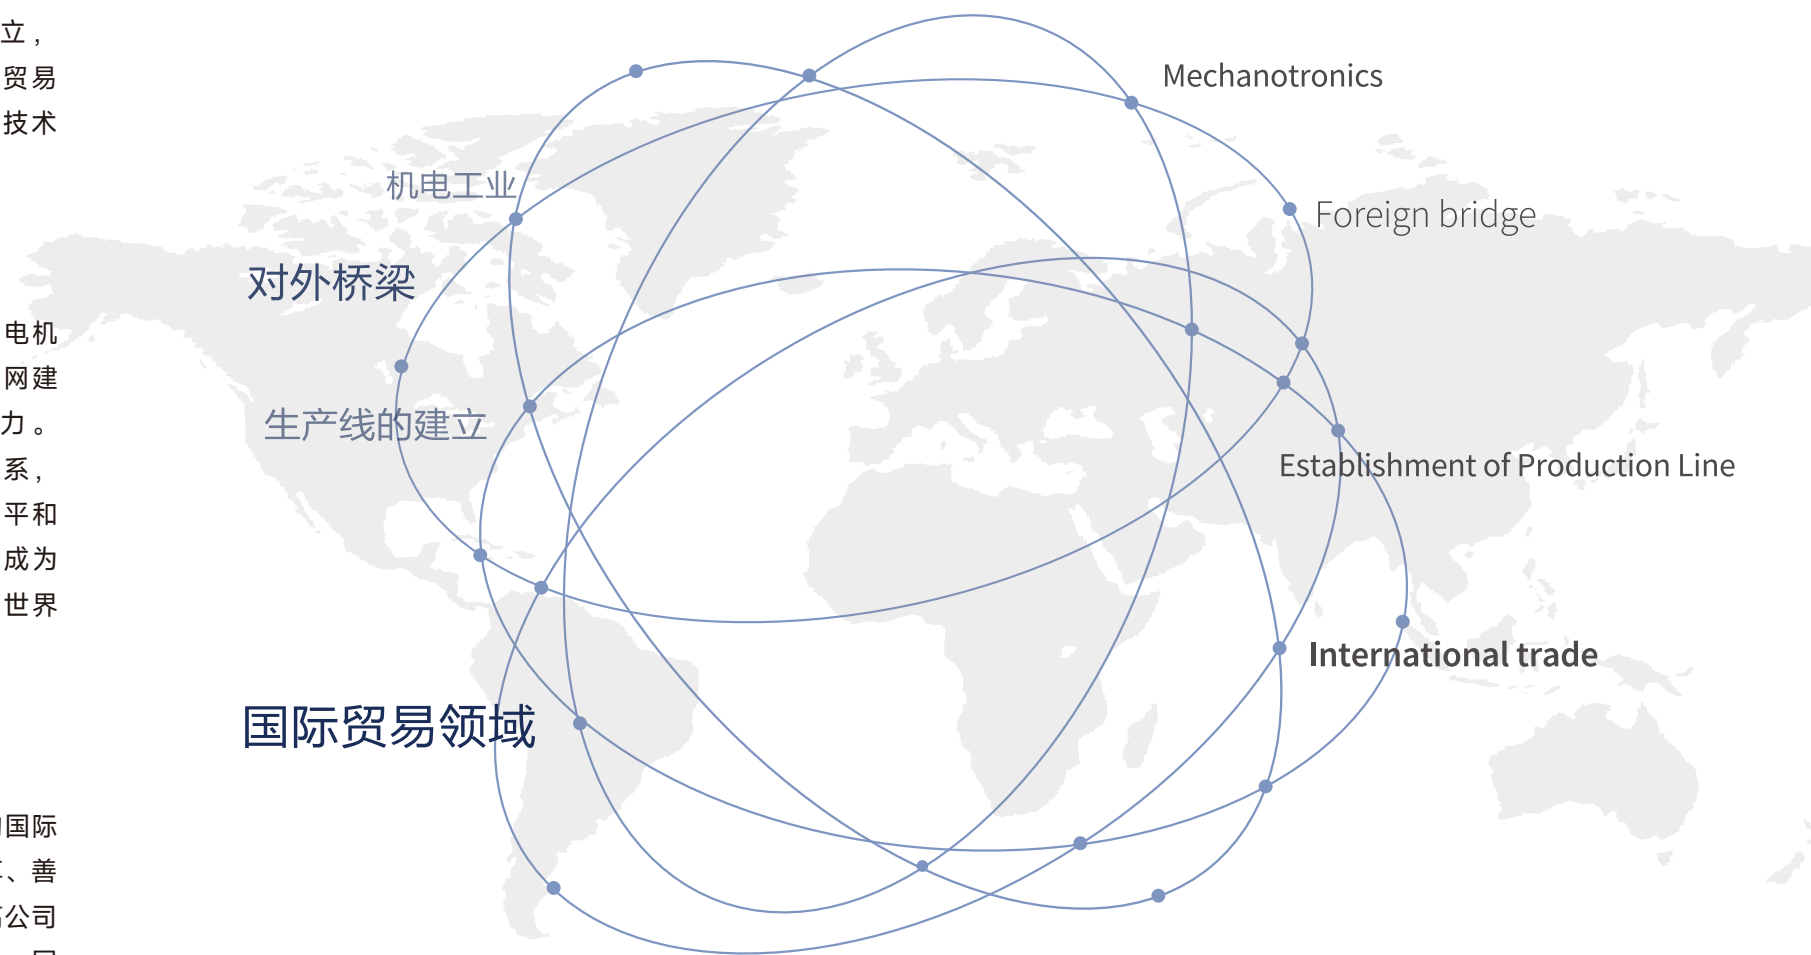 立，
贸易
技术
电机
网建
力。
系，
平和
成为
世界
国际
、善
公司
机电工业
对外桥梁
生产线的建立
国际贸易领域
Mechanotronics
Foreign bridge
Establishment of Production Line
International trade